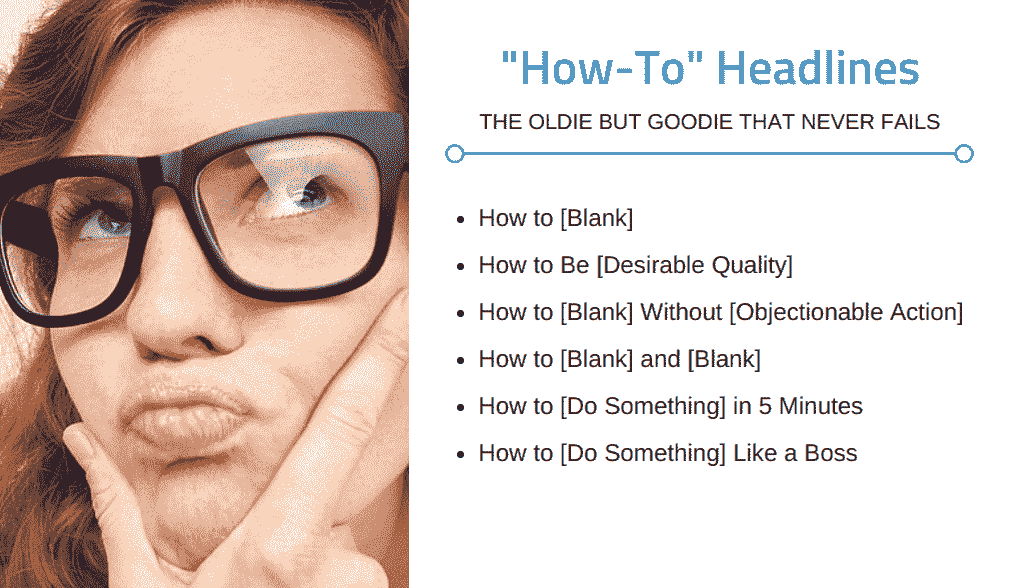 "How-To" Headlines
THE OLDIE BUT GOODIE THAT NEVER FAILS
• How to [Blank]
• How to Be [Desirable Quality]
• How to [Blank] Without [Objectionable Action]
• How to [Blank] and [Blank]
• How to [Do Something] in 5 Minutes
• How to [Do Something] Like a Boss